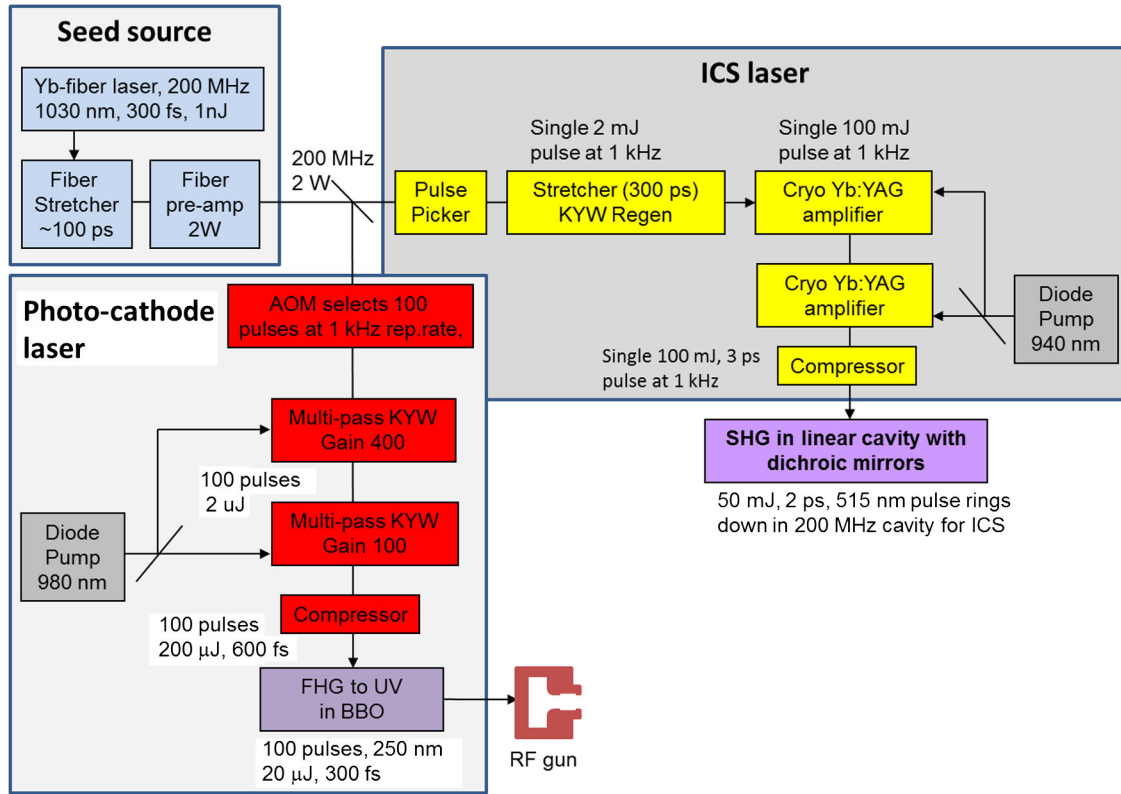 Seed source
Yb-fiber laser, 200 MHz
1030 nm, 300 fs, 1nJ
Fiber
Stretcher
~100 ps
Fiber
pre-amp
2W
200 MHz
2 W
ICS laser
Single 2 mJ
pulse at 1 kHz
Single 100 mJ
pulse at 1 kHz
Pulse
Picker
Stretcher (300 ps)
KYW Regen
Cryo Yb:YAG
amplifier
Cryo Yb:YAG
amplifier
Diode
Pump
940 nm
Single 100 mJ, 3 ps
pulse at 1 kHz
Compressor
SHG in linear cavity with
dichroic mirrors
50 mJ, 2 ps, 515 nm pulse rings
down in 200 MHz cavity for ICS
Photo-cathode
laser
AOM selects 100
pulses at 1 kHz rep.rate,
Multi-pass KYW
Gain 400
100 pulses
2 uJ
Multi-pass KYW
Gain 100
Diode
Pump
980 nm
Compressor
100 pulses
200 μJ, 600 fs
FHG to UV
in BBO
100 pulses, 250 nm
20 μJ, 300 fs
RF gun